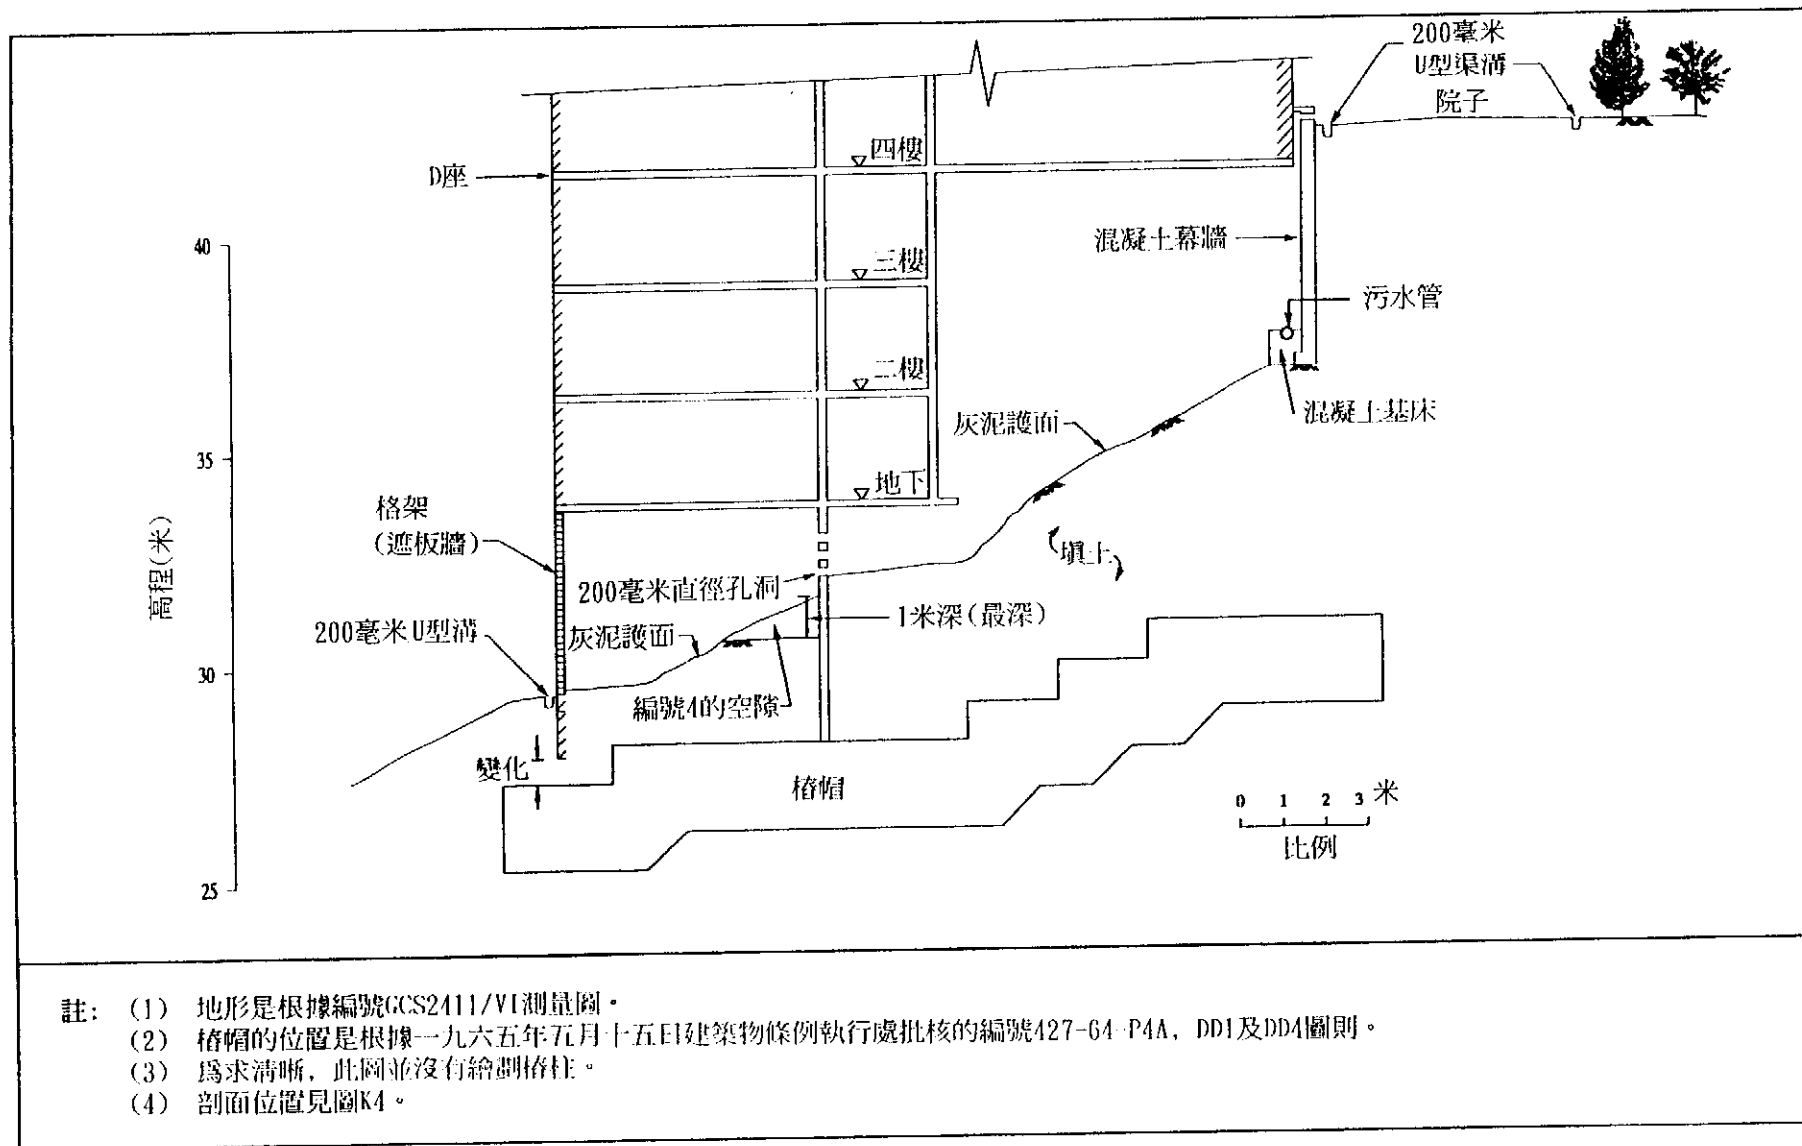 200毫米
U型渠溝
院子
四樓
D座
混凝土幕牆
40
三樓
污水管
二樓
混凝土基床
灰泥護面
35
地下
格架
(遮板牆)
高程(米)
填土
200毫米直徑孔洞
1米深(最深)
200毫米U型溝
灰泥護面
30
編號4的空隙
變化
樁帽
0 1 2 3 米
比例
25
註: (1) 地形是根據編號GCS2411/VI測量圖。
(2) 樁帽的位置是根據一九六五年五月十五日建築物條例執行處批核的編號427-64-P4A, DD1及DD4圖則。
(3) 爲求清晰, 此圖並沒有繪劃樁柱。
(4) 剖面位置見圖K4。